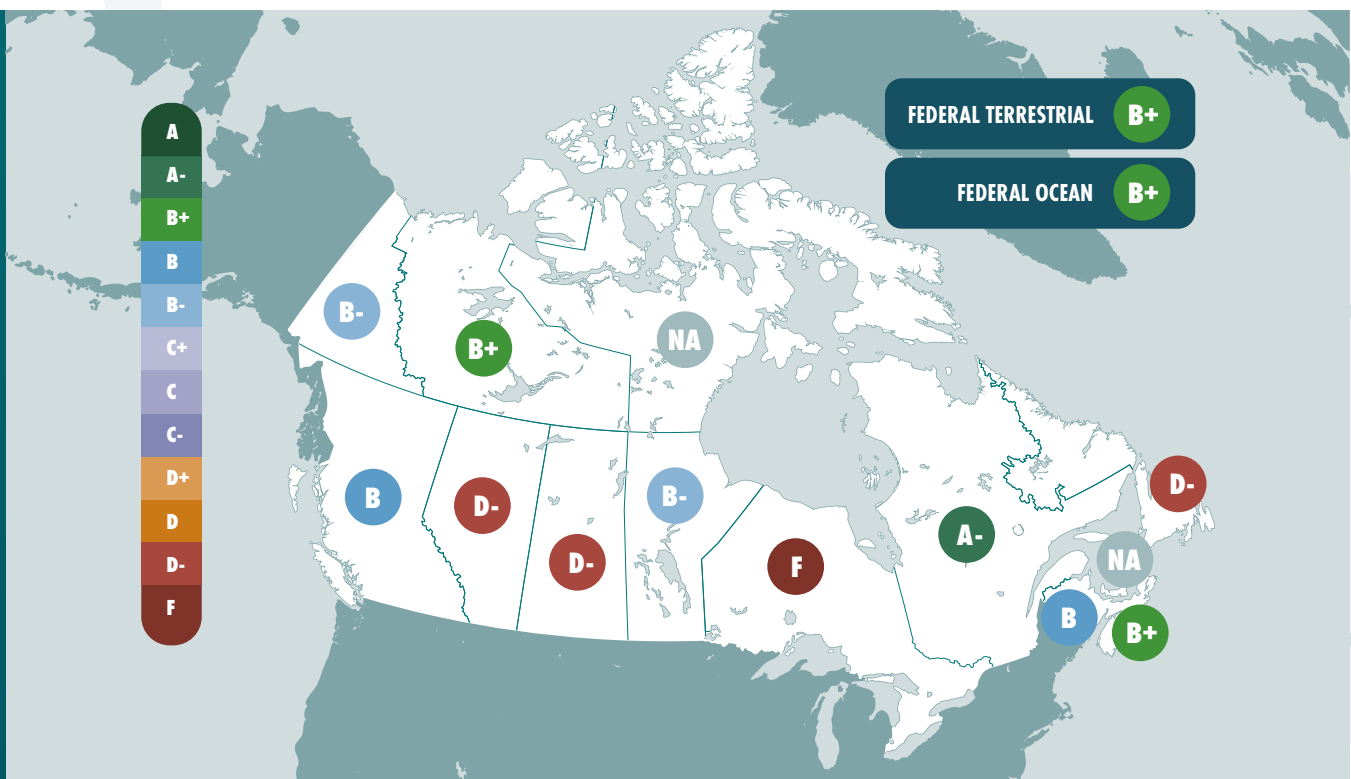 A
A-
B+
B
B-
C+
C
C-
D+
D
D-
F
FEDERAL TERRESTRIAL B+
FEDERAL OCEAN B+
B-
B+
NA
B
D-
D-
B-
F
A-
D-
NA
B
B+